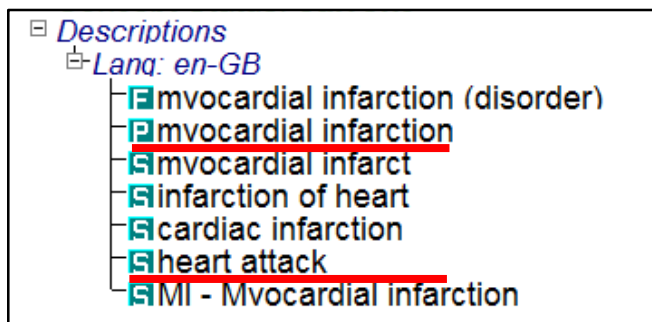 Descriptions
Lang: en-GB
F myocardial infarction (disorder)
P myocardial infarction
S myocardial infarct
S infarction of heart
S cardiac infarction
S heart attack
S MI - Myocardial infarction